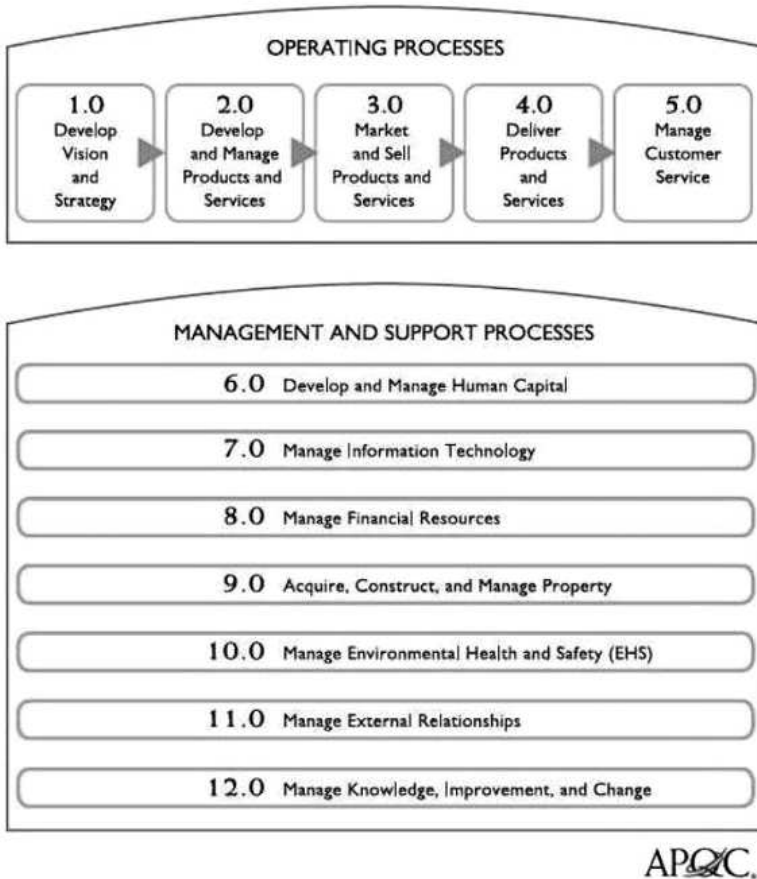 OPERATING PROCESSES
1.0
Develop
Vision
and
Strategy
2.0
Develop
and Manage
Products and
Services
3.0
Market
and Sell
Products and
Services
4.0
Deliver
Products
and
Services
5.0
Manage
Customer
Service
MANAGEMENT AND SUPPORT PROCESSES
6.0 Develop and Manage Human Capital
7.0 Manage Information Technology
8.0 Manage Financial Resources
9.0 Acquire, Construct, and Manage Property
10.0 Manage Environmental Health and Safety (EHS)
11.0 Manage External Relationships
12.0 Manage Knowledge, Improvement, and Change
APQC